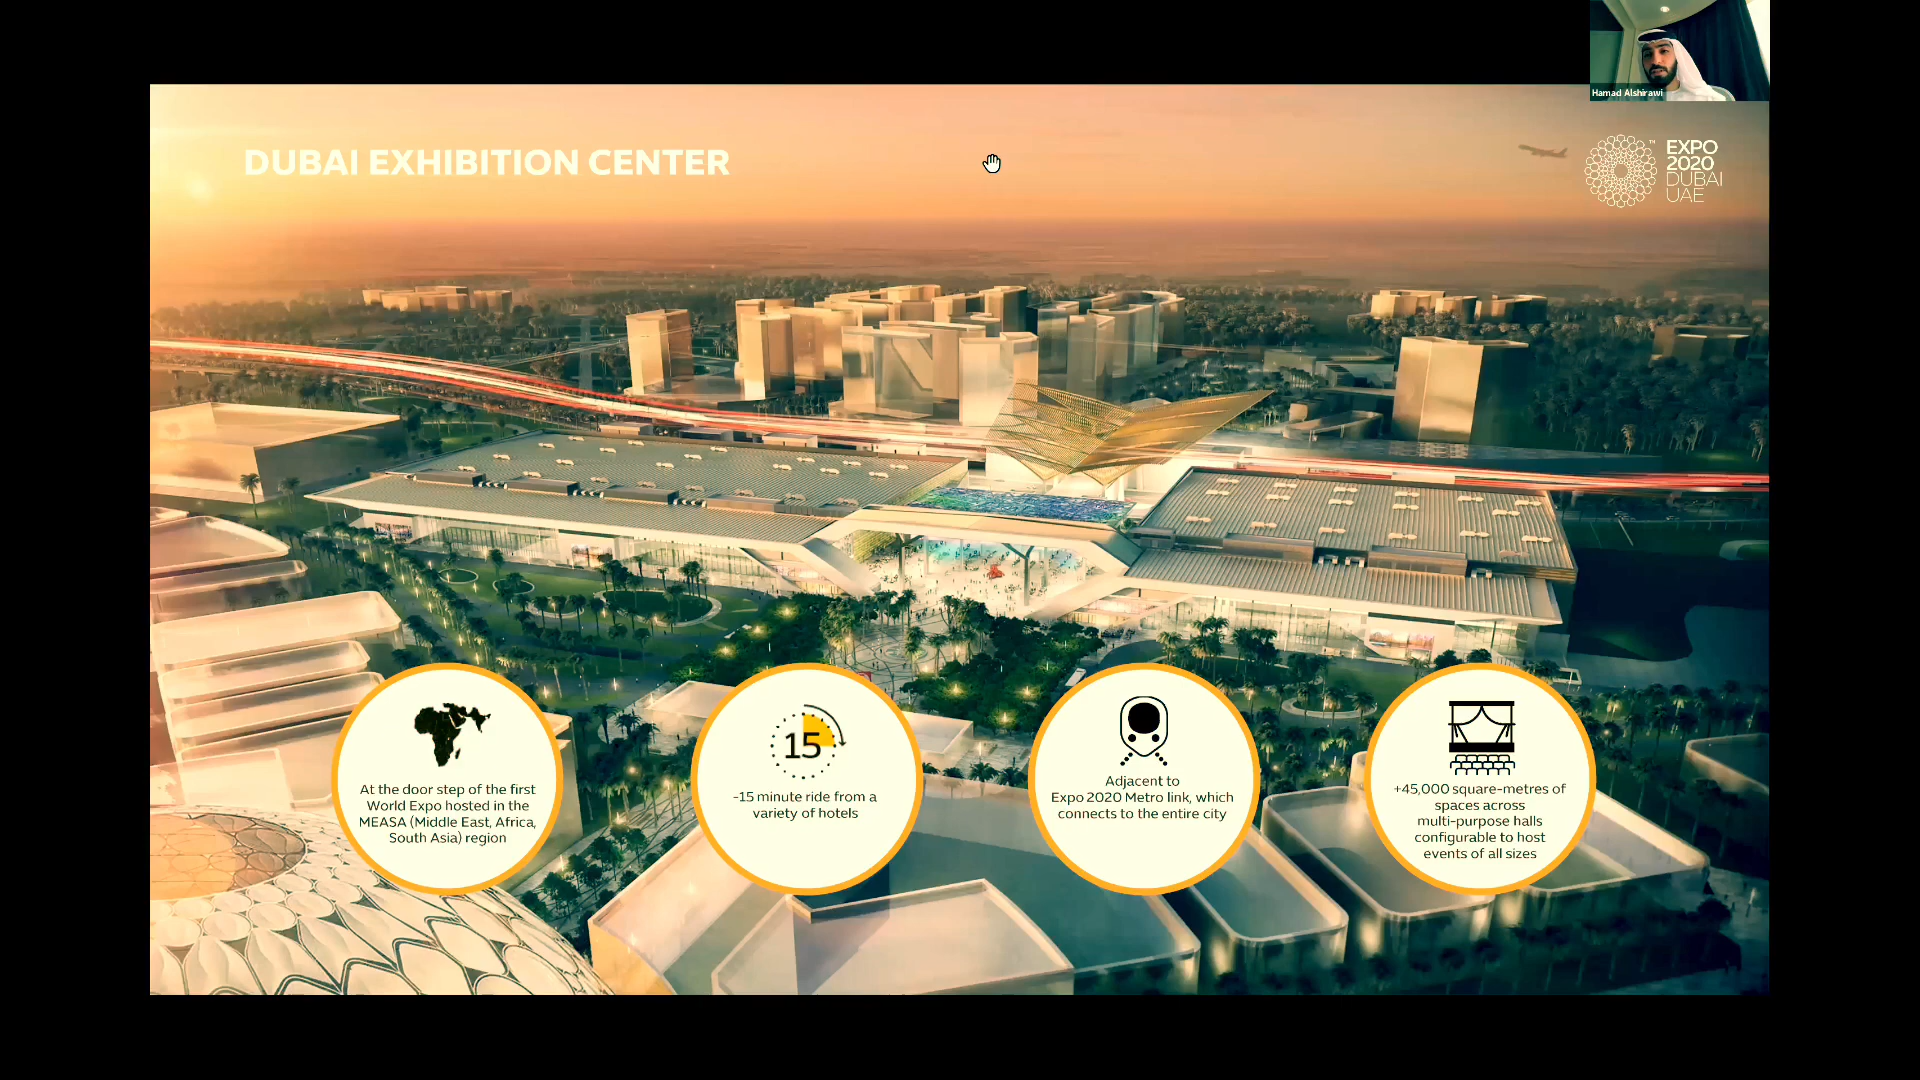 Hamad Alshirawi
DUBAI EXHIBITION CENTER
EXPO
2020
DUBAI
UAE
™
At the door step of the first
World Expo hosted in the
MEASA (Middle East, Africa,
South Asia) region
15
-15 minute ride from a
variety of hotels
Adjacent to
Expo 2020 Metro link, which
connects to the entire city
+45,000 square-metres of
spaces across
multi-purpose halls
configurable to host
events of all sizes